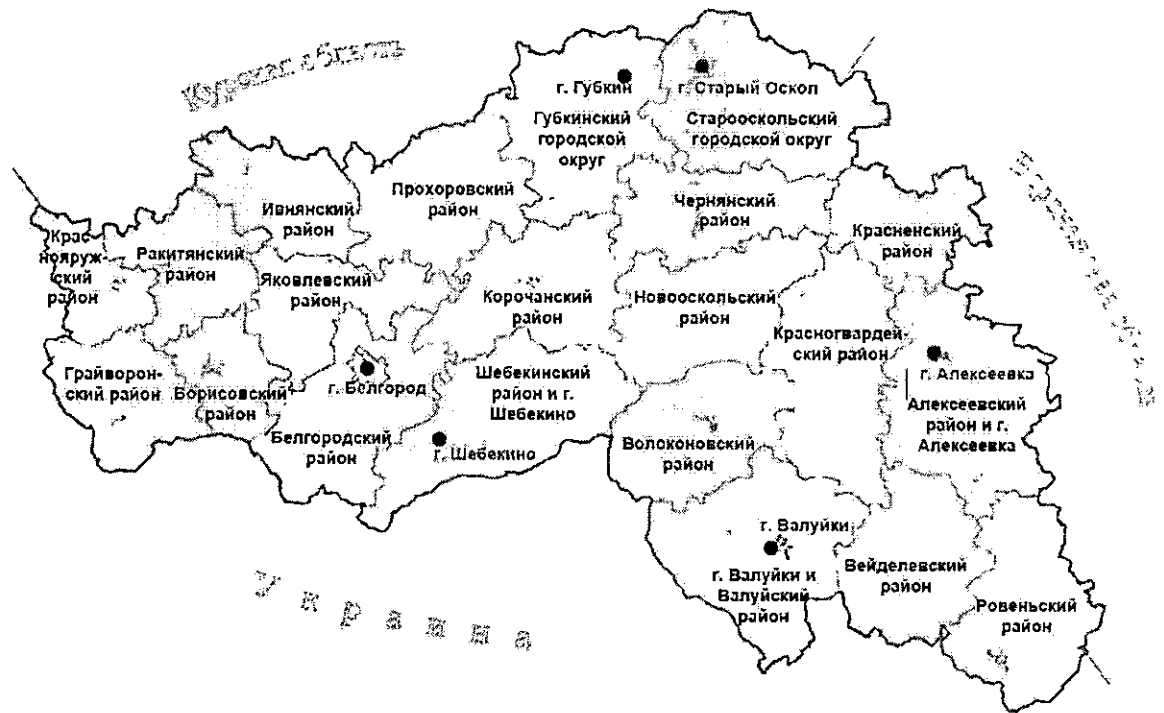 Курская область
г. Губкин
г. Старый Оскол
Губкинский
городской
округ
Старооскольский
городской округ
Прохоровский
район
Чернянский
район
Ивнянский
район
Красненский
район
Крас-
нояруж-
ский
район
Ракитянский
район
Яковлевский
район
Корочанский
район
Новооскольский
район
Красногвардей-
ский район
Грайворон-
ский район
Борисовский
район
г. Белгород
Шебекинский
район и г.
Шебекино
г. Алексеевка
Алексеевский
район и г.
Алексеевка
Белгородский
район
г. Шебекино
Волоконовский
район
г. Валуйки
г. Валуйки и
Валуйский
район
Вейделевский
район
Ровеньский
район
Украина